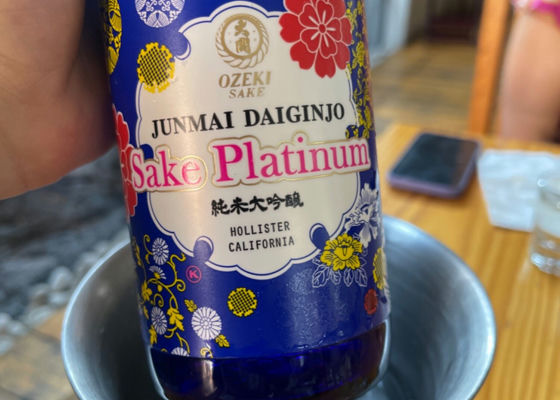 大関
OZEKI
SAKE
JUNMAI DAIGINJO
Sake Platinum
純米大吟醸
HOLLISTER
CALIFORNIA
K